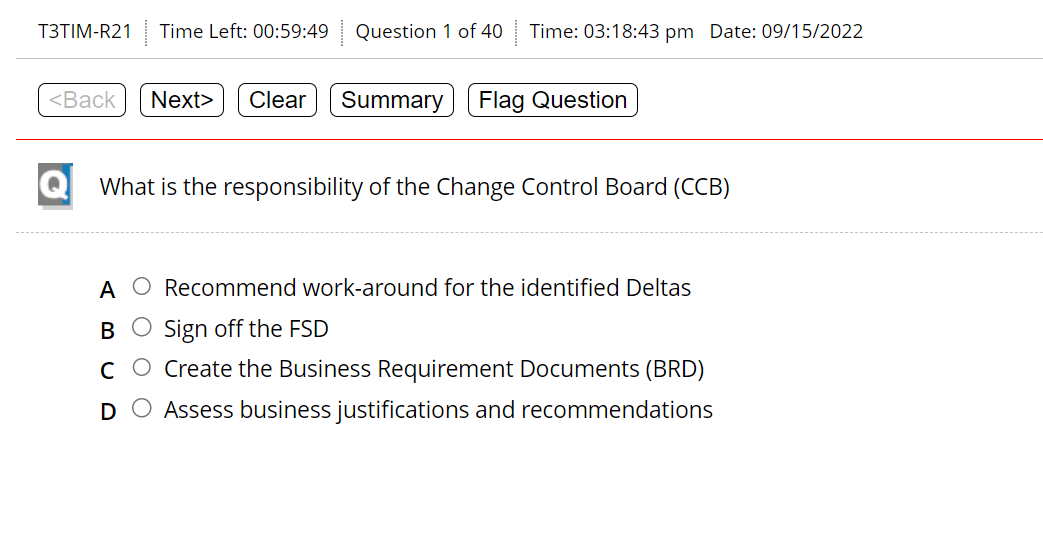 T3TIM-R21 Time Left: 00:59:49 Question 1 of 40 Time: 03:18:43 pm Date: 09/15/2022
<Back Next> Clear Summary Flag Question
Q What is the responsibility of the Change Control Board (CCB)
A Recommend work-around for the identified Deltas
B Sign off the FSD
C Create the Business Requirement Documents (BRD)
D Assess business justifications and recommendations